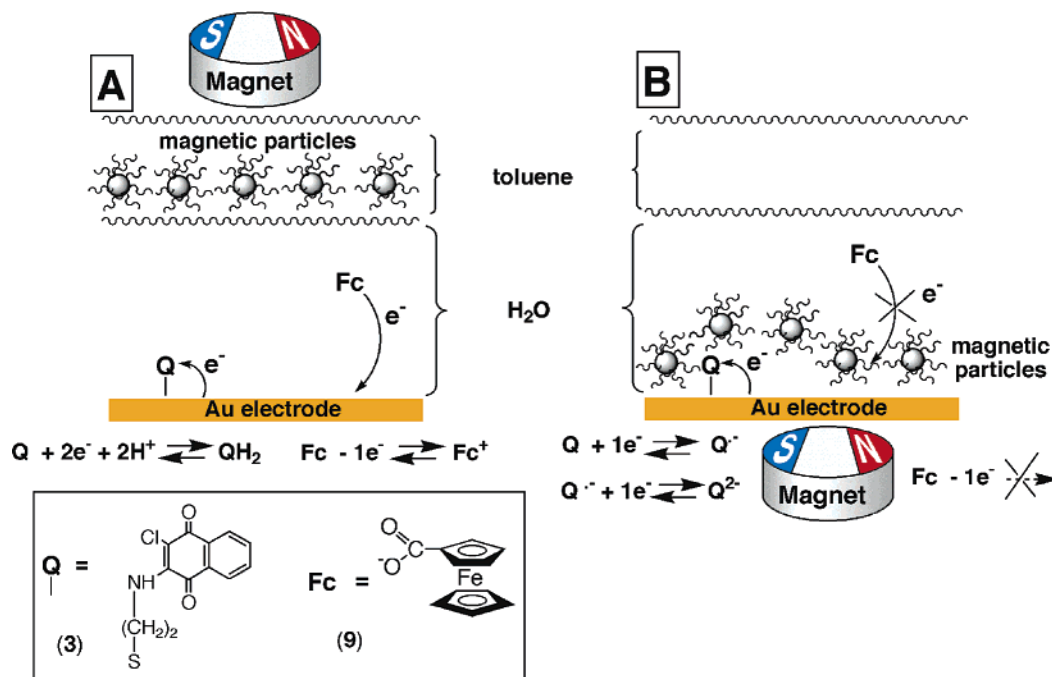 A
S N
Magnet
magnetic particles
toluene
Fc
e⁻
H₂O
Q
e⁻
Au electrode
Q + 2e⁻ + 2H⁺ ⇌ QH₂
Fc - 1e⁻ ⇌ Fc⁺
B
Fc
e⁻
magnetic
particles
Q
e⁻
Au electrode
Q + 1e⁻ ⇌ Q·⁻
Q·⁻ + 1e⁻ ⇌ Q²⁻
S N
Magnet
Fc - 1e⁻
Q =
O
Cl
NH
O
(CH₂)₂
S
(3)
Fc =
O
C
⁻O
Fe
(9)